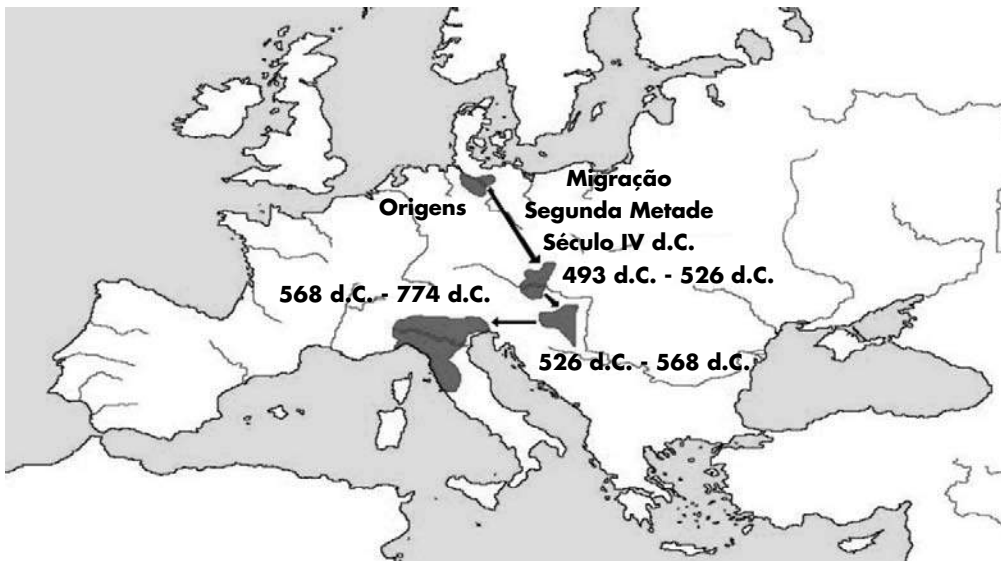 Migração
Origens
Segunda Metade
Século IV d.C.
493 d.C. - 526 d.C.
568 d.C. - 774 d.C.
526 d.C. - 568 d.C.